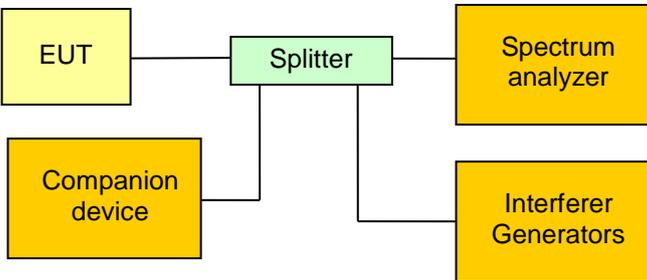 EUT
Splitter
Spectrum
analyzer
Companion
device
Interferer
Generators